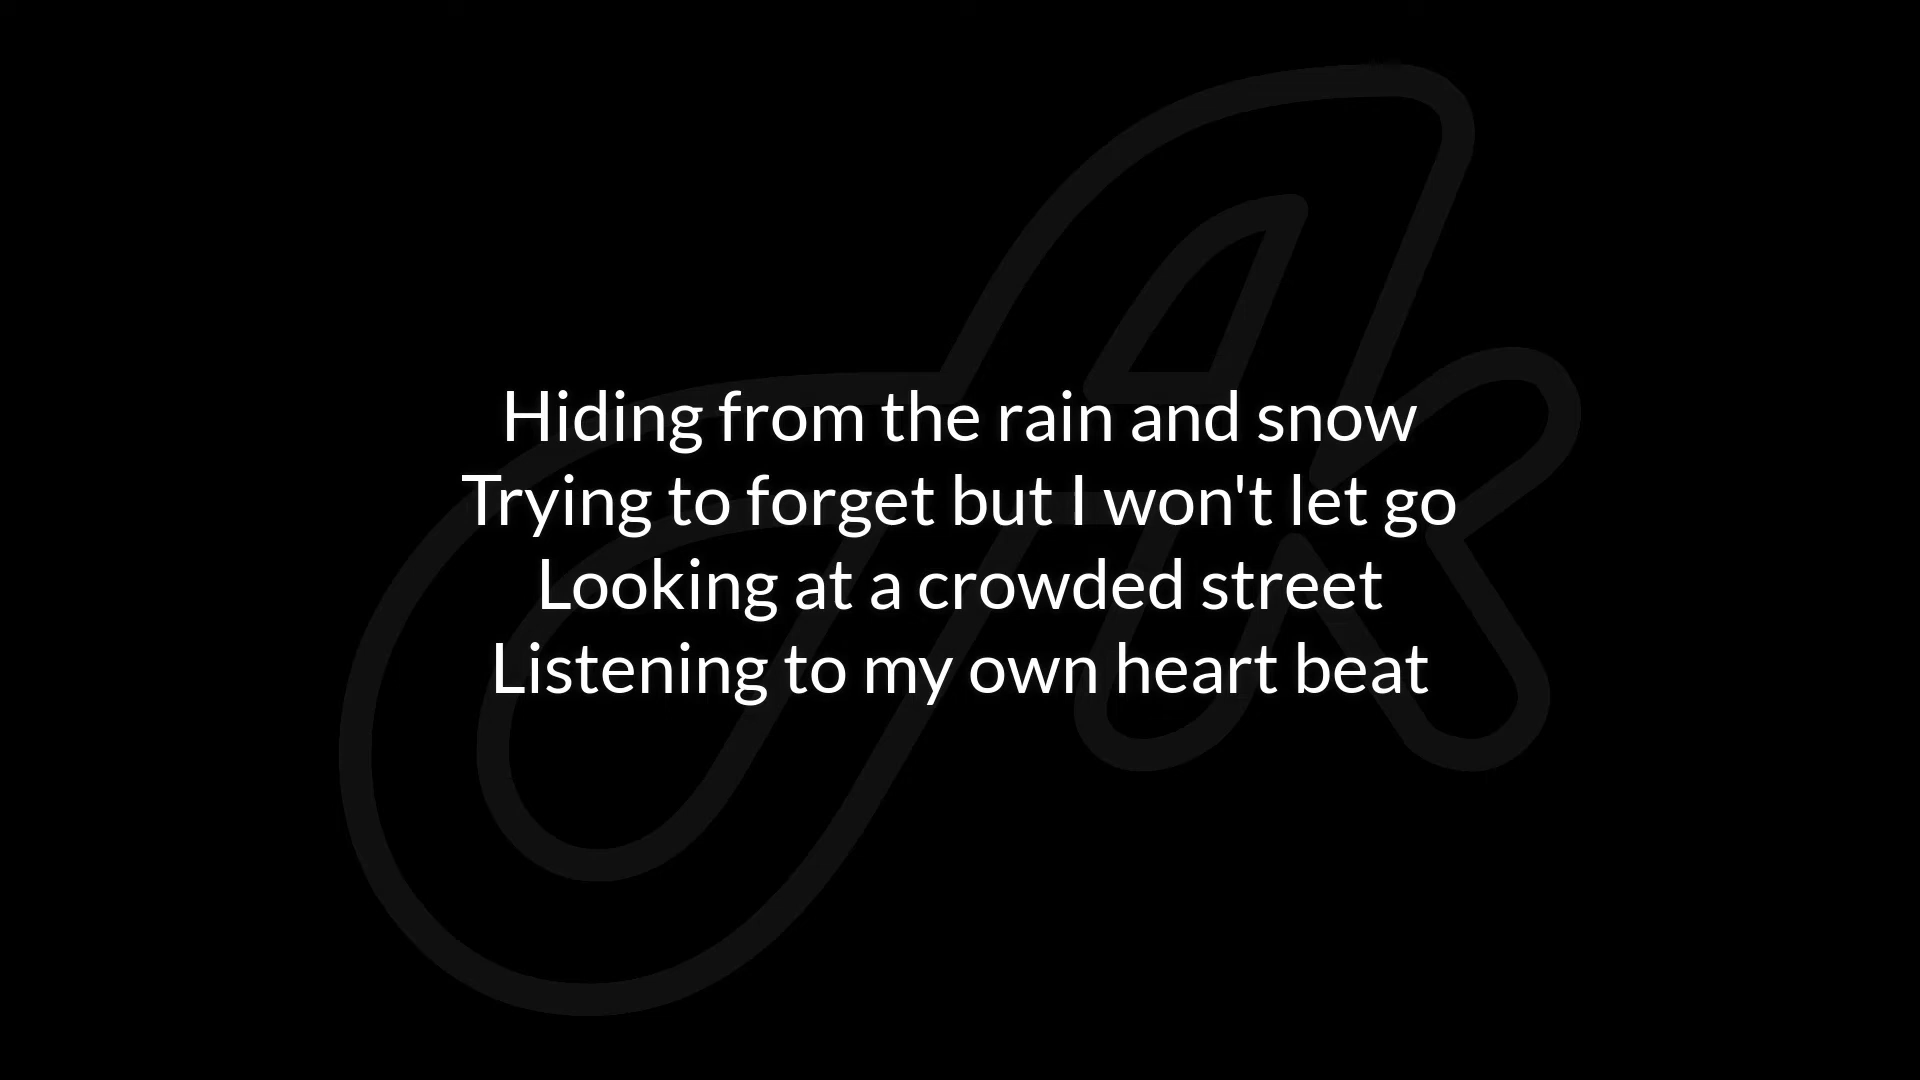 Hiding from the rain and snow
Trying to forget but I won't let go
Looking at a crowded street
Listening to my own heart beat